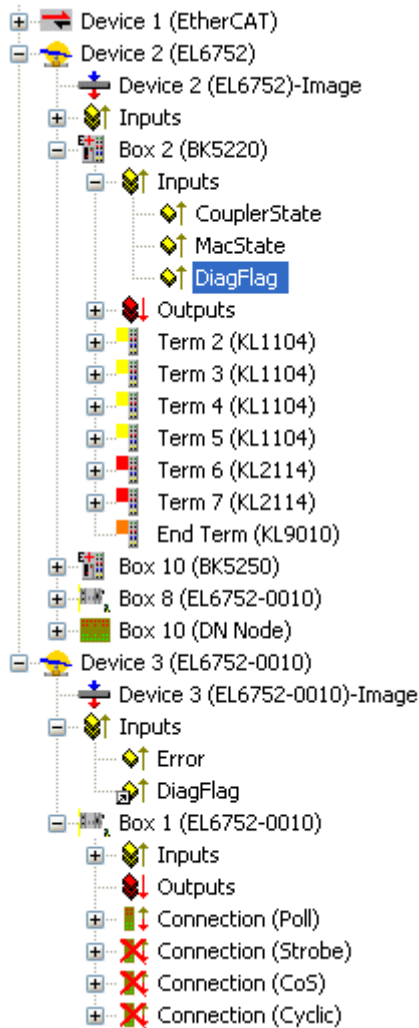 Device 1 (EtherCAT)
Device 2 (EL6752)
Device 2 (EL6752)-Image
Inputs
Box 2 (BK5220)
Inputs
CouplerState
MacState
DiagFlag
Outputs
Term 2 (KL1104)
Term 3 (KL1104)
Term 4 (KL1104)
Term 5 (KL1104)
Term 6 (KL2114)
Term 7 (KL2114)
End Term (KL9010)
Box 10 (BK5250)
Box 8 (EL6752-0010)
Box 10 (DN Node)
Device 3 (EL6752-0010)
Device 3 (EL6752-0010)-Image
Inputs
Error
DiagFlag
Box 1 (EL6752-0010)
Inputs
Outputs
Connection (Poll)
Connection (Strobe)
Connection (CoS)
Connection (Cyclic)